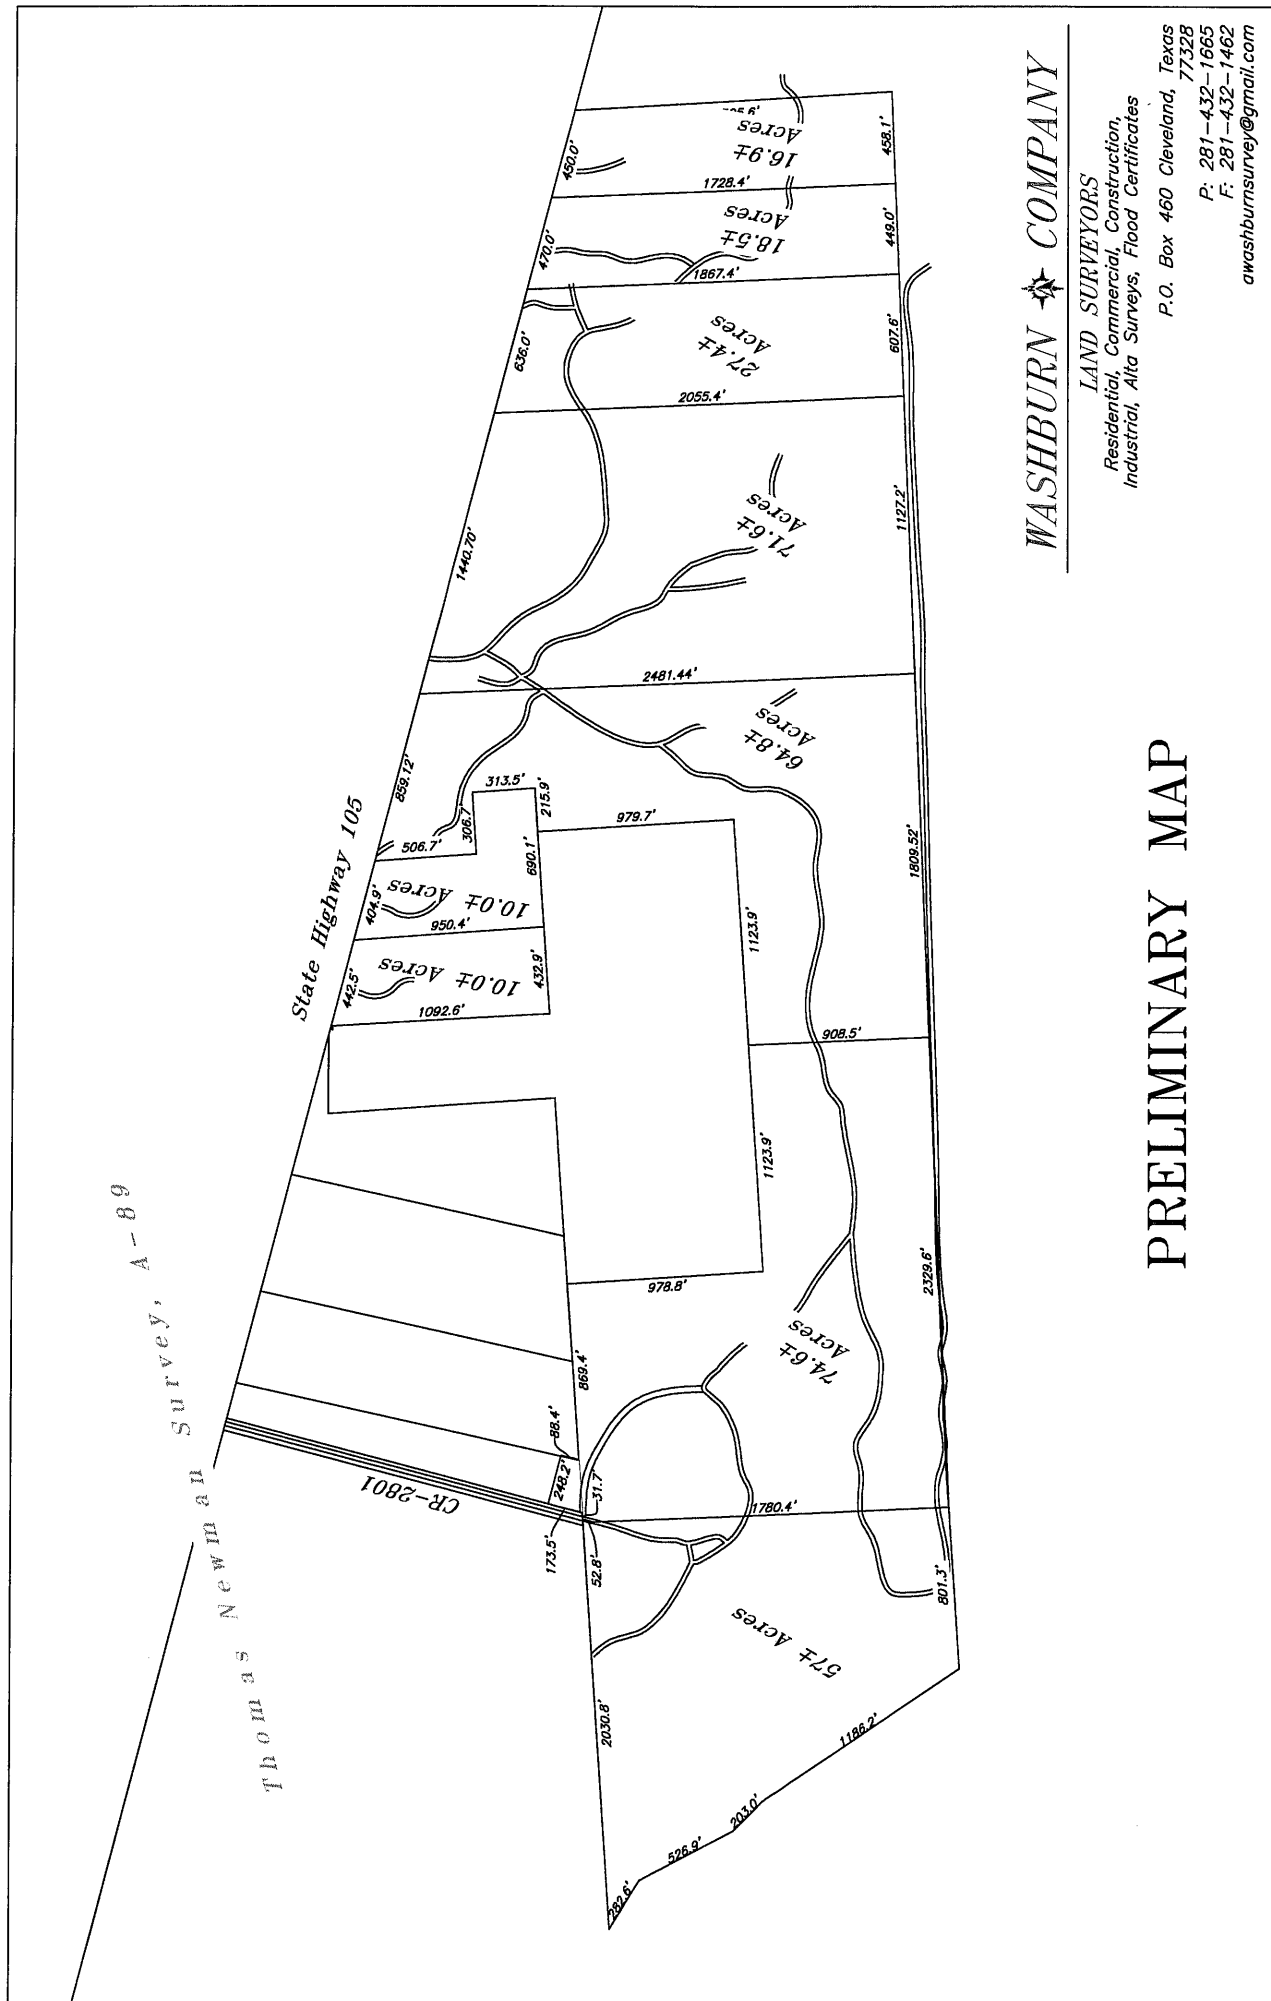 WASHBURN COMPANY
LAND SURVEYORS
Residential, Commercial, Construction,
Industrial, Alta Surveys, Flood Certificates
P.O. Box 460 Cleveland, Texas
77328
P: 281-432-1665
F: 281-432-1462
awashburnsurvey@gmail.com
PRELIMINARY MAP
State Highway 105
Thomas Newman Survey, A-89
CR-2801
450.0'
16.9±
Acres
458.1'
1728.4'
470.0'
18.5±
Acres
449.0'
1867.4'
636.0'
27.4±
Acres
607.6'
2055.4'
1440.70'
71.6±
Acres
1127.2'
2481.44'
859.12'
64.8±
Acres
1809.52'
313.5'
306.7'
215.9'
506.7'
979.7'
690.1'
404.9'
10.0± Acres
950.4'
1123.9'
442.5'
10.0± Acres
432.9'
1092.6'
908.5'
1123.9'
978.8'
2329.6'
74.6±
Acres
869.4'
88.4'
248.2'
31.7'
173.5'
52.8'
1780.4'
801.3'
57± Acres
2030.8'
1186.2'
203.0'
526.9'
282.6'